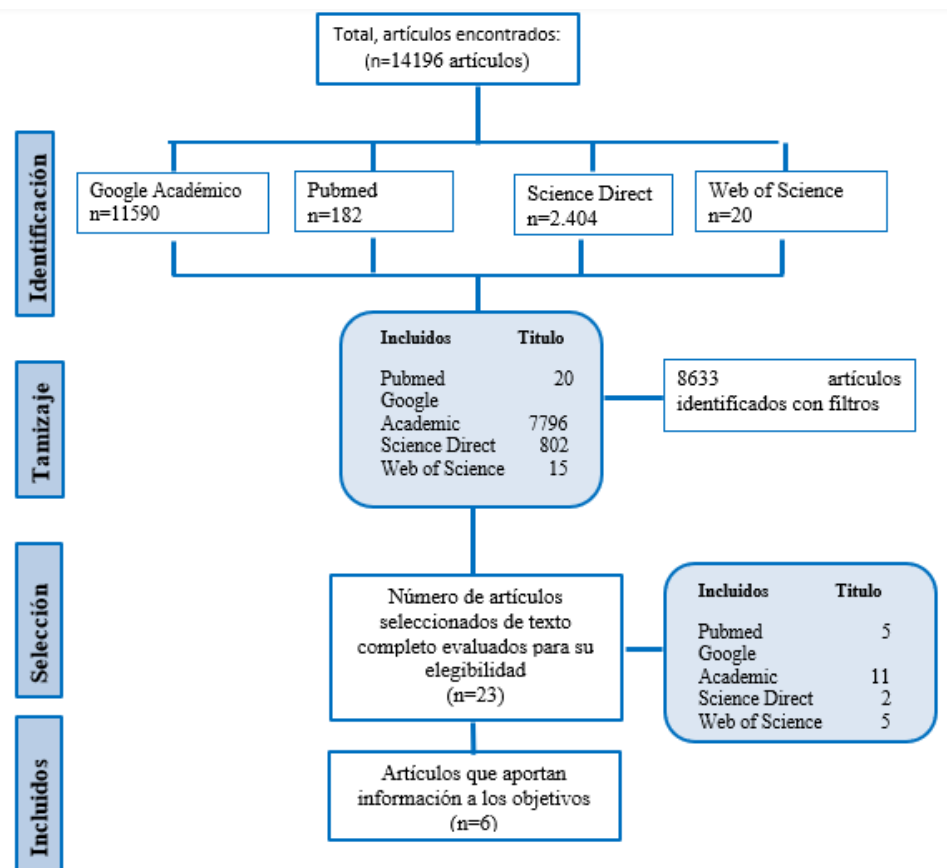 Total, artículos encontrados:
(n=14196 artículos)
Identificación
Google Académico
n=11590
Pubmed
n=182
Science Direct
n=2.404
Web of Science
n=20
Tamizaje
Incluidos Titulo
Pubmed 20
Google
Academic 7796
Science Direct 802
Web of Science 15
8633 artículos
identificados con filtros
Selección
Número de artículos
seleccionados de texto
completo evaluados para su
elegibilidad
(n=23)
Incluidos Titulo
Pubmed 5
Google
Academic 11
Science Direct 2
Web of Science 5
Incluidos
Artículos que aportan
información a los objetivos
(n=6)